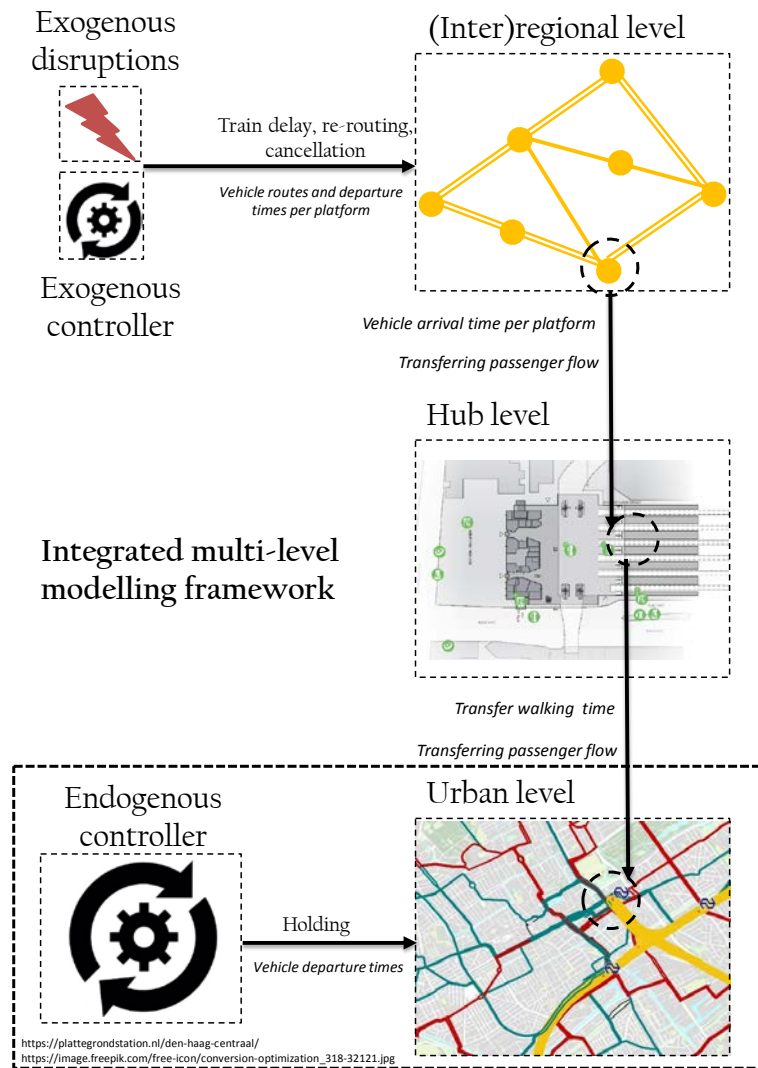 Exogenous
disruptions
(Inter)regional level
Train delay, re-routing,
cancellation
Vehicle routes and departure
times per platform
Exogenous
controller
Vehicle arrival time per platform
Transferring passenger flow
Hub level
Integrated multi-level
modelling framework
Transfer walking time
Transferring passenger flow
Endogenous
controller
Urban level
Holding
Vehicle departure times
https://plattegrondstation.nl/den-haag-centraal/
https://image.freepik.com/free-icon/conversion-optimization_318-32121.jpg